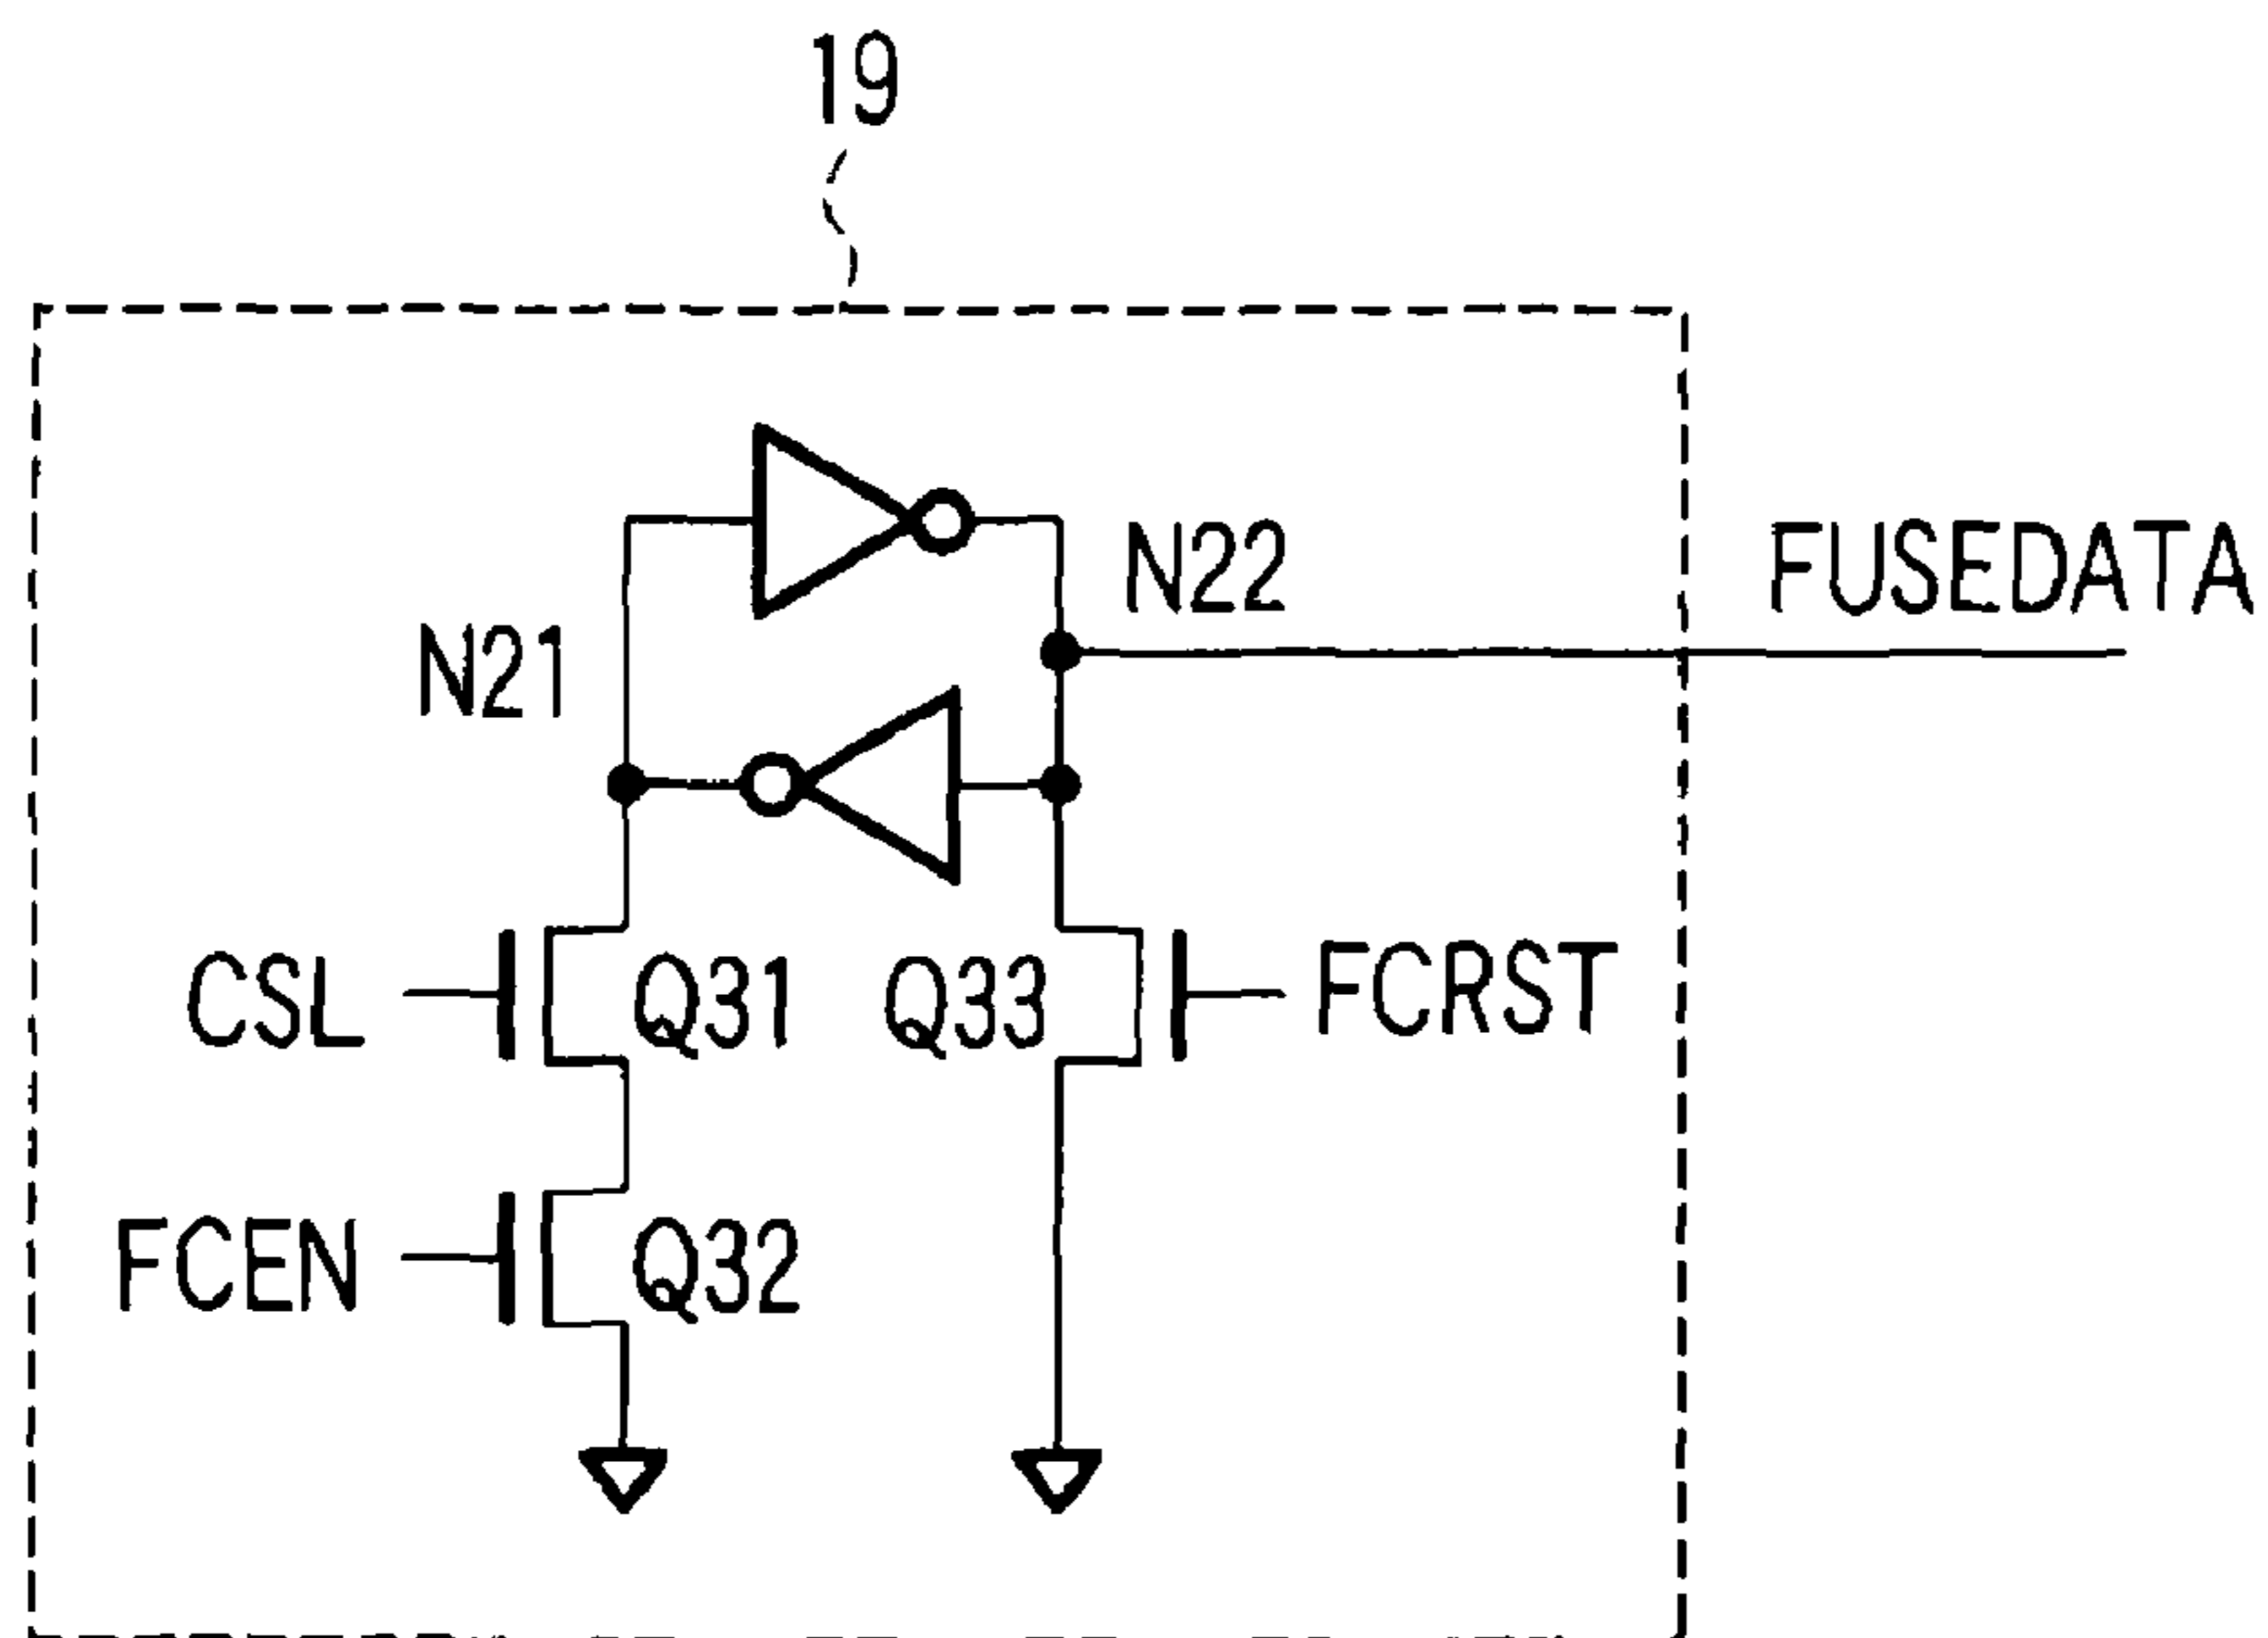 19
N22
FUSEDATA
N21
CSL
Q31
Q33
FCRST
FCEN
Q32